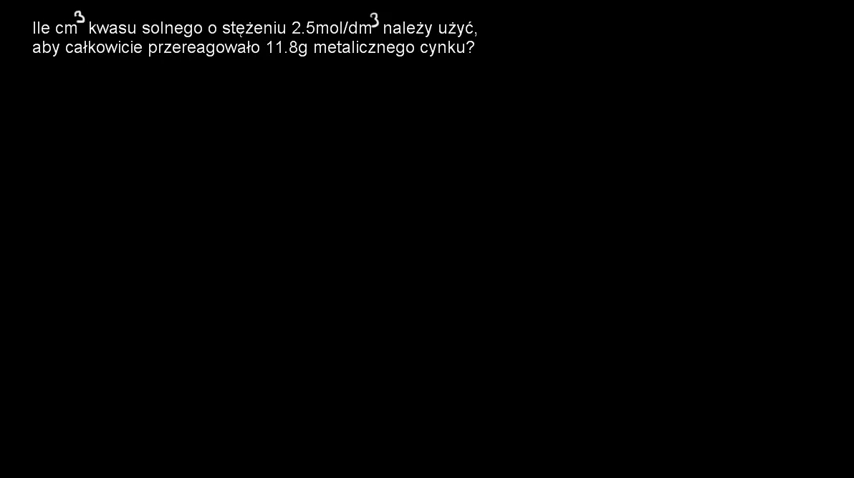 Ile cm³ kwasu solnego o stężeniu 2.5mol/dm³ należy użyć,
aby całkowicie przereagowało 11.8g metalicznego cynku?